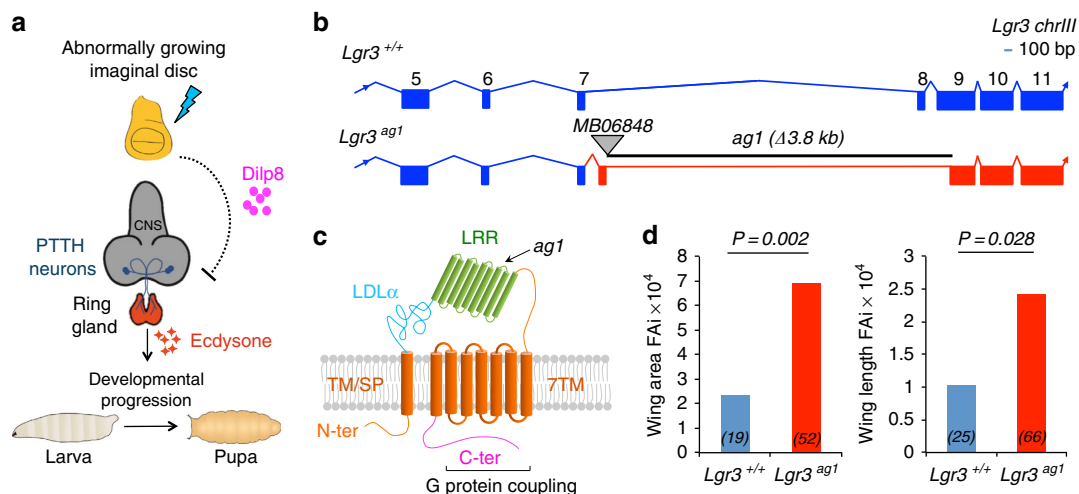 a
Abnormally growing
imaginal disc
Dilp8
CNS
PTTH
neurons
Ring
gland
Ecdysone
Developmental
progression
Larva
Pupa
b
Lgr3 chrIII
100 bp
Lgr3 +/+
5 6 7 8 9 10 11
Lgr3 ag1
MB06848
ag1 (Δ3.8 kb)
c
LRR
ag1
LDLα
TM/SP
7TM
N-ter
C-ter
G protein coupling
d
P = 0.002
Wing area FAi × 10⁴
8
7
6
5
4
3
2
1
0
(19)
(52)
Lgr3 +/+
Lgr3 ag1
P = 0.028
Wing length FAi × 10⁴
3
2.5
2
1.5
1
0.5
0
(25)
(66)
Lgr3 +/+
Lgr3 ag1